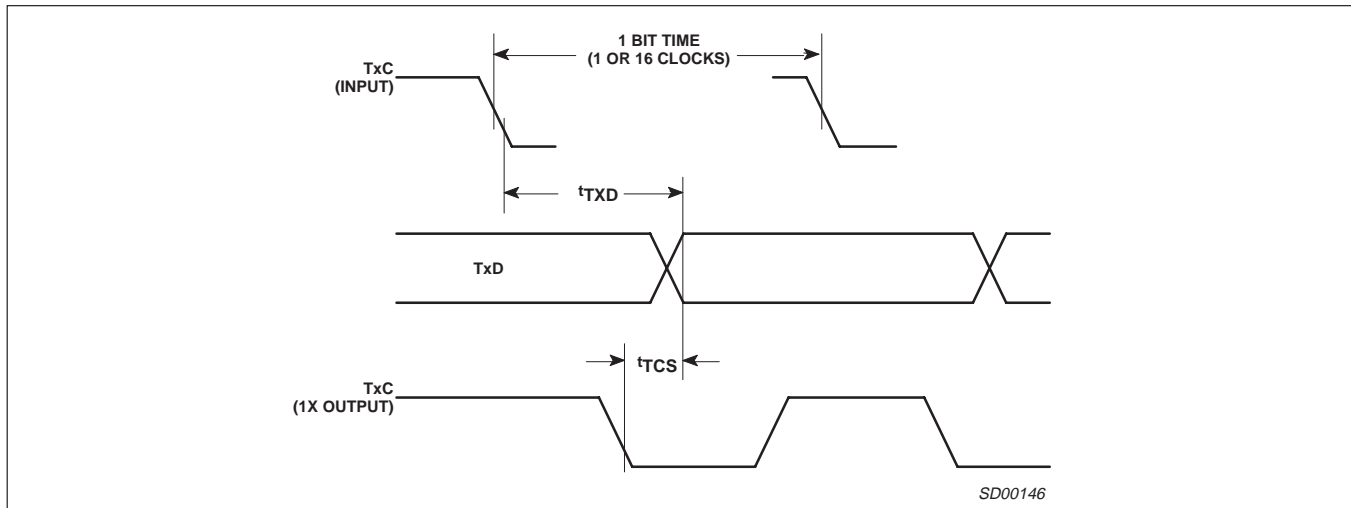 1 BIT TIME
(1 OR 16 CLOCKS)
TxC
(INPUT)
tTXD
TxD
tTCS
TxC
(1X OUTPUT)
SD00146